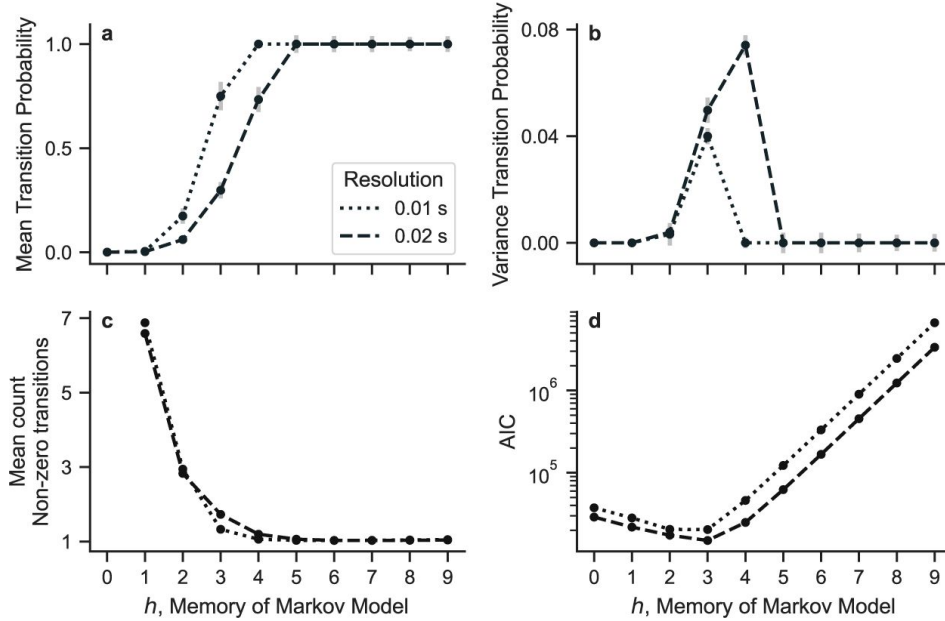 a
Mean Transition Probability
1.0
0.5
0.0
Resolution
0.01 s
0.02 s
b
Variance Transition Probability
0.08
0.04
0.00
c
Mean count
Non-zero transitions
7
5
3
1
0 1 2 3 4 5 6 7 8 9
h, Memory of Markov Model
d
AIC
10⁶
10⁵
0 1 2 3 4 5 6 7 8 9
h, Memory of Markov Model